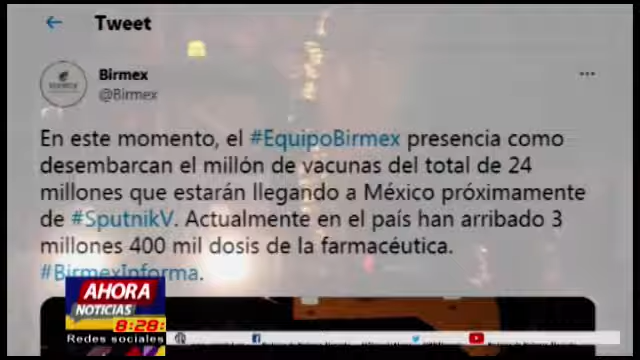 Tweet
Birmex
@Birmex
En este momento, el #EquipoBirmex presencia como
desembarcan el millón de vacunas del total de 24
millones que estarán llegando a México próximamente
de #SputnikV. Actualmente en el país han arribado 3
millones 400 mil dosis de la farmacéutica.
#BirmexInforma.
AHORA
NOTICIAS
8:28:
Redes sociales